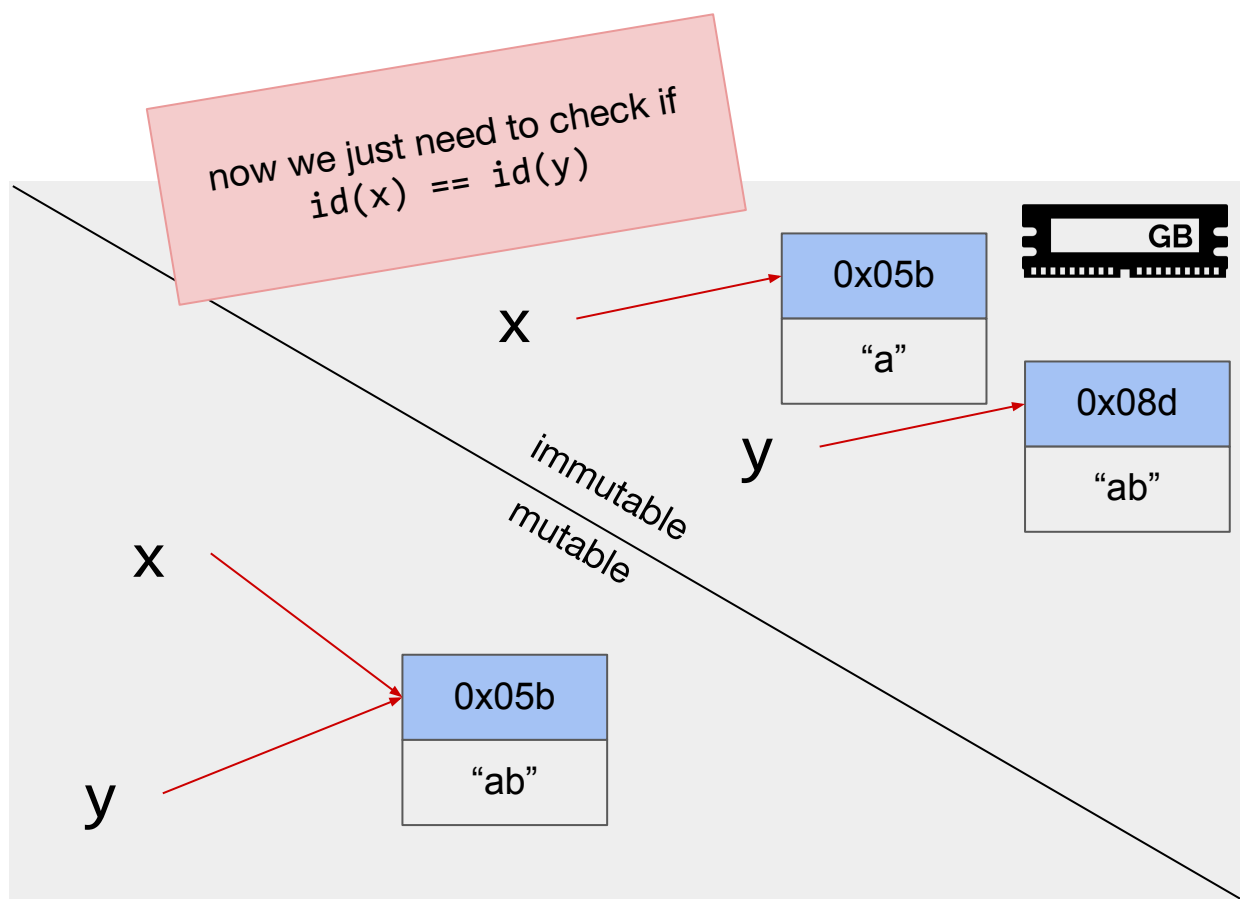 now we just need to check if
id(x) == id(y)
GB
x
0x05b
“a”
y
0x08d
“ab”
immutable
mutable
x
y
0x05b
“ab”